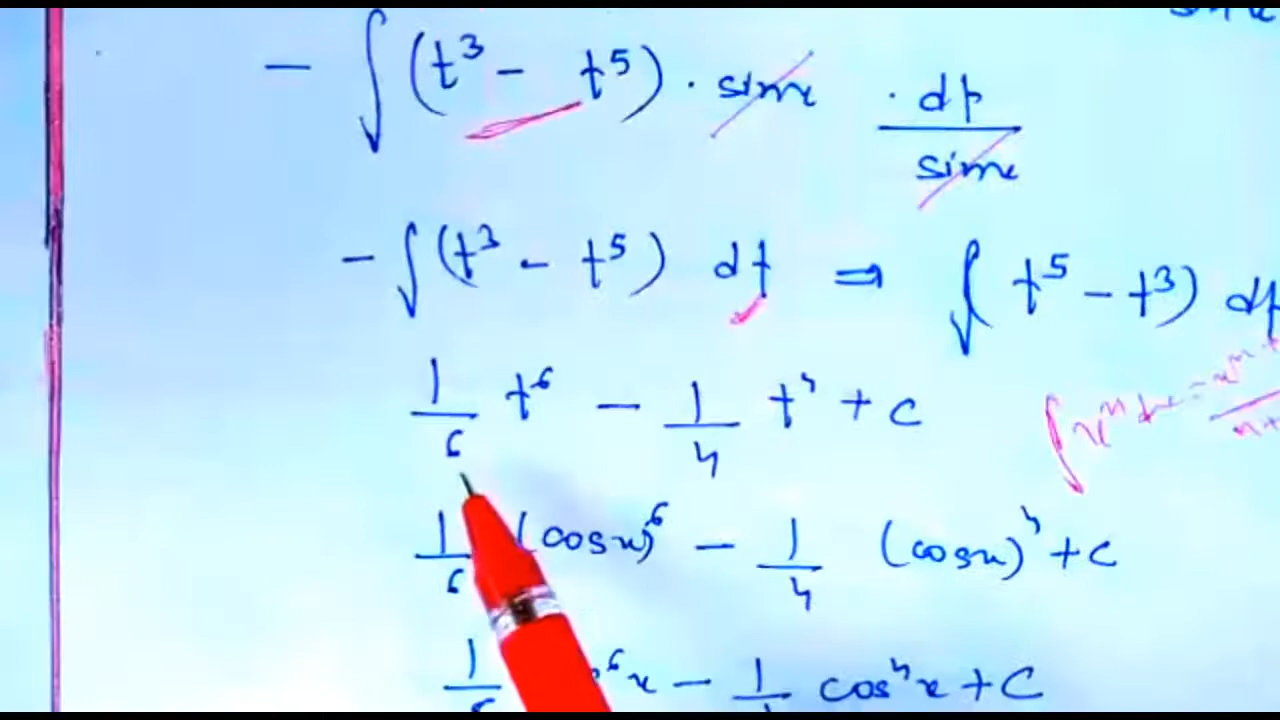 - ∫ (t³ - t⁵) · sinx · dt / sinx
- ∫ (t³ - t⁵) dt ⇒ ∫ t⁵ - t³) dt
1/6 t⁶ - 1/4 t⁴ + c
1/6 (cosx)⁶ - 1/4 (cosx)⁴ + c
⁶x - 1/ cos⁴x + C